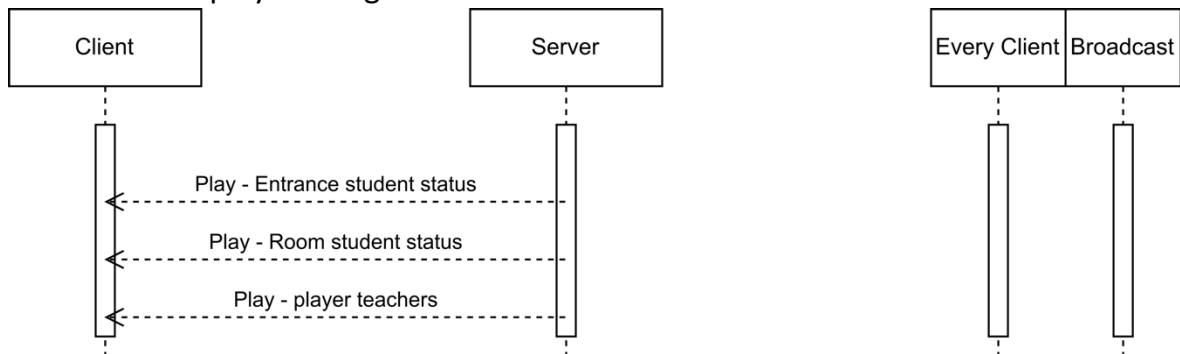 Client
Server
Every Client
Broadcast
Play - Entrance student status
Play - Room student status
Play - player teachers